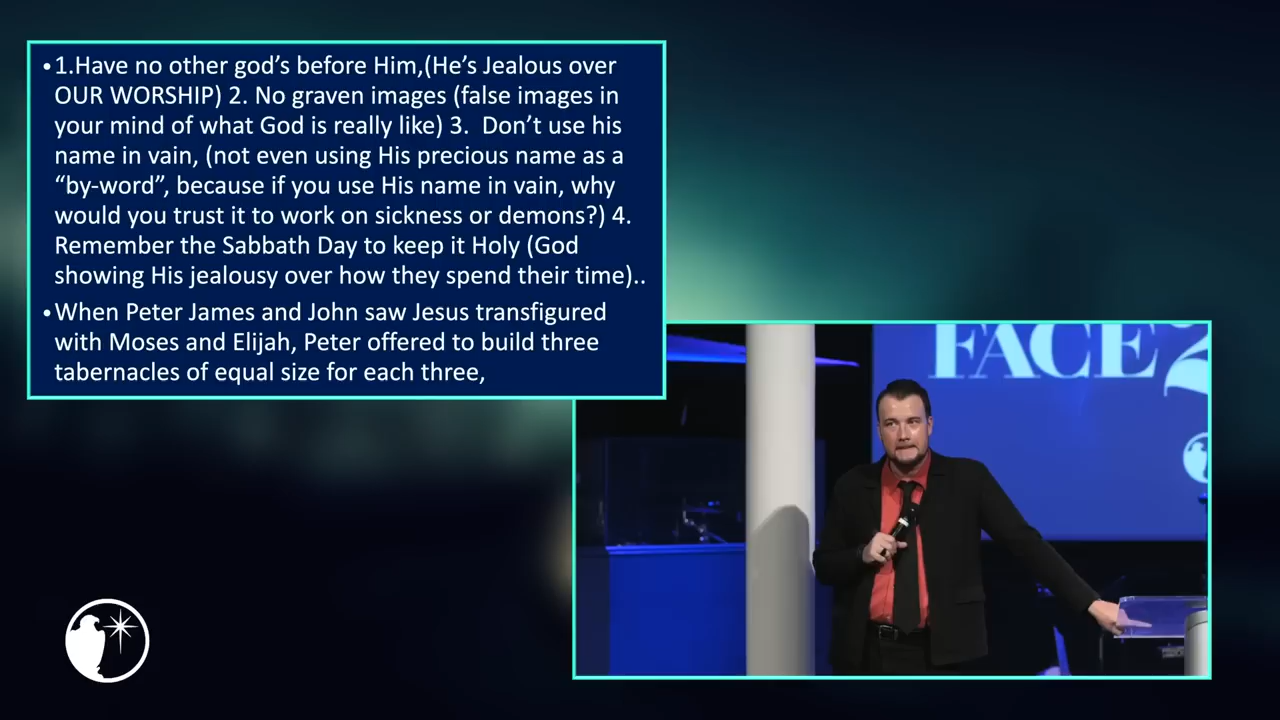 •1.Have no other god’s before Him,(He’s Jealous over
OUR WORSHIP) 2. No graven images (false images in
your mind of what God is really like) 3.  Don’t use his
name in vain, (not even using His precious name as a
“by-word”, because if you use His name in vain, why
would you trust it to work on sickness or demons?) 4.
Remember the Sabbath Day to keep it Holy (God
showing His jealousy over how they spend their time)..
•When Peter James and John saw Jesus transfigured
with Moses and Elijah, Peter offered to build three
tabernacles of equal size for each three,
FACE 2